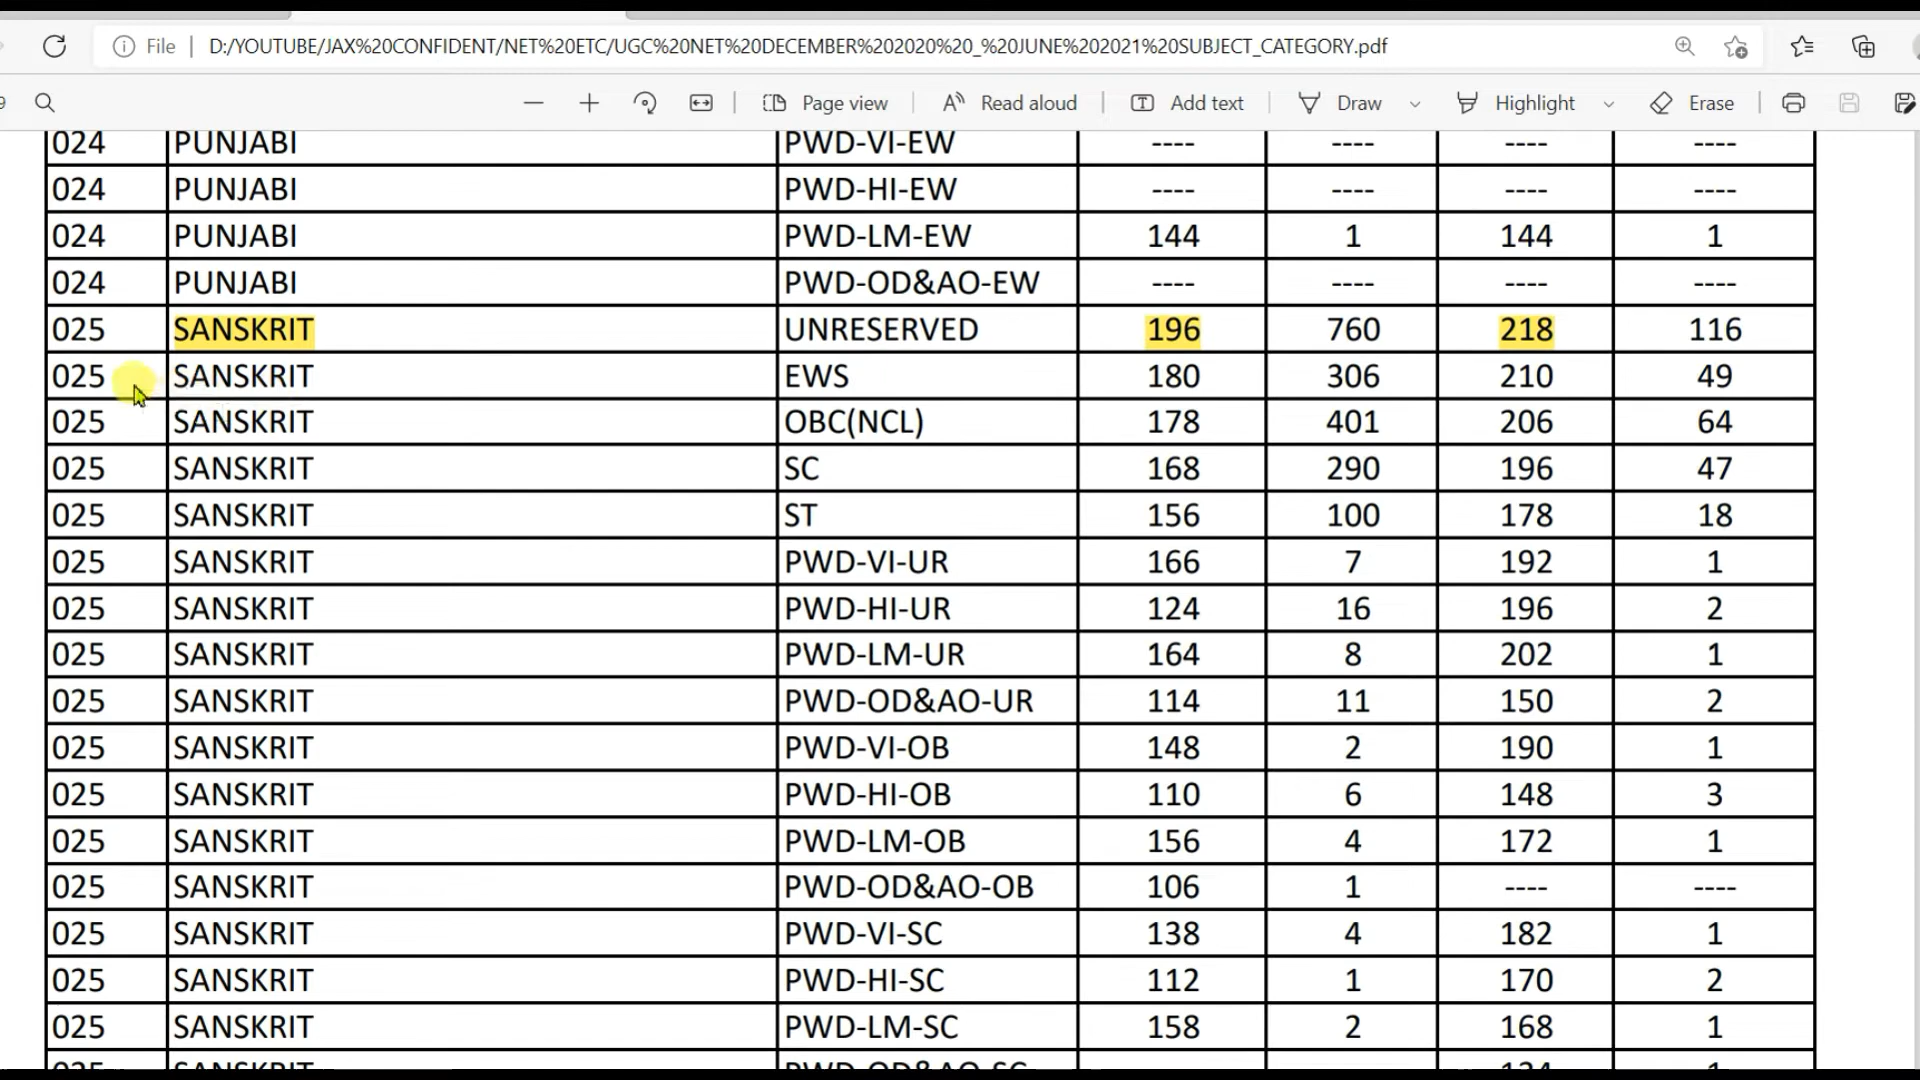 File | D:/YOUTUBE/JAX%20CONFIDENT/NET%20ETC/UGC%20NET%20DECEMBER%202020%20_%20JUNE%202021%20SUBJECT_CATEGORY.pdf
Page view Read aloud Add text Draw Highlight Erase
024 PUNJABI PWD-VI-EW ---- ---- ---- ----
024 PUNJABI PWD-HI-EW ---- ---- ---- ----
024 PUNJABI PWD-LM-EW 144 1 144 1
024 PUNJABI PWD-OD&AO-EW ---- ---- ---- ----
025 SANSKRIT UNRESERVED 196 760 218 116
025 SANSKRIT EWS 180 306 210 49
025 SANSKRIT OBC(NCL) 178 401 206 64
025 SANSKRIT SC 168 290 196 47
025 SANSKRIT ST 156 100 178 18
025 SANSKRIT PWD-VI-UR 166 7 192 1
025 SANSKRIT PWD-HI-UR 124 16 196 2
025 SANSKRIT PWD-LM-UR 164 8 202 1
025 SANSKRIT PWD-OD&AO-UR 114 11 150 2
025 SANSKRIT PWD-VI-OB 148 2 190 1
025 SANSKRIT PWD-HI-OB 110 6 148 3
025 SANSKRIT PWD-LM-OB 156 4 172 1
025 SANSKRIT PWD-OD&AO-OB 106 1 ---- ----
025 SANSKRIT PWD-VI-SC 138 4 182 1
025 SANSKRIT PWD-HI-SC 112 1 170 2
025 SANSKRIT PWD-LM-SC 158 2 168 1
025 SANSKRIT PWD-OD&AO-SC